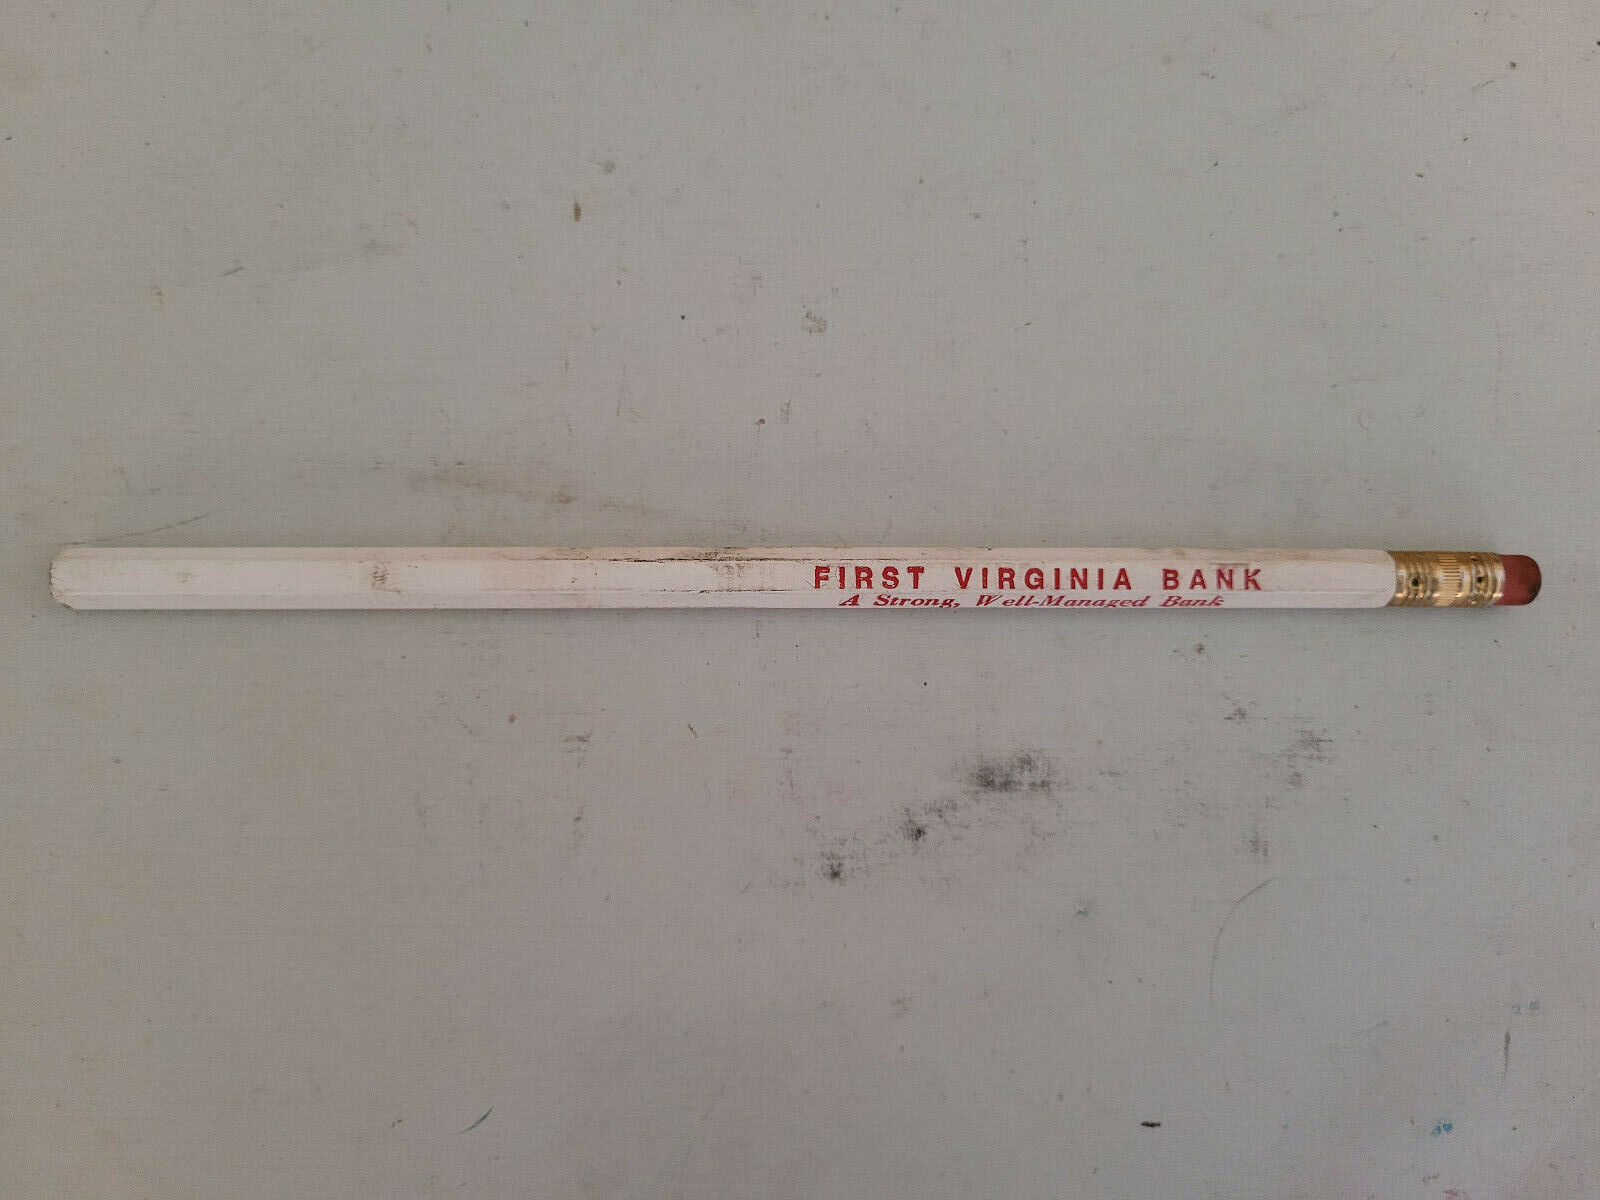 FIRST VIRGINIA BANK
A Strong, Well-Managed Bank